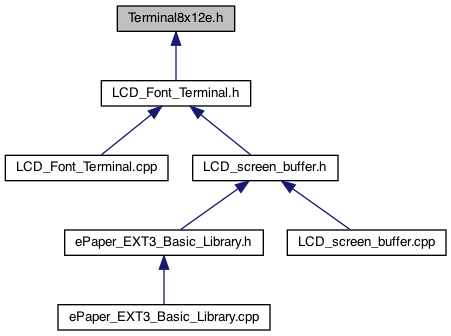 Terminal8x12e.h
LCD_Font_Terminal.h
LCD_Font_Terminal.cpp
LCD_screen_buffer.h
ePaper_EXT3_Basic_Library.h
LCD_screen_buffer.cpp
ePaper_EXT3_Basic_Library.cpp